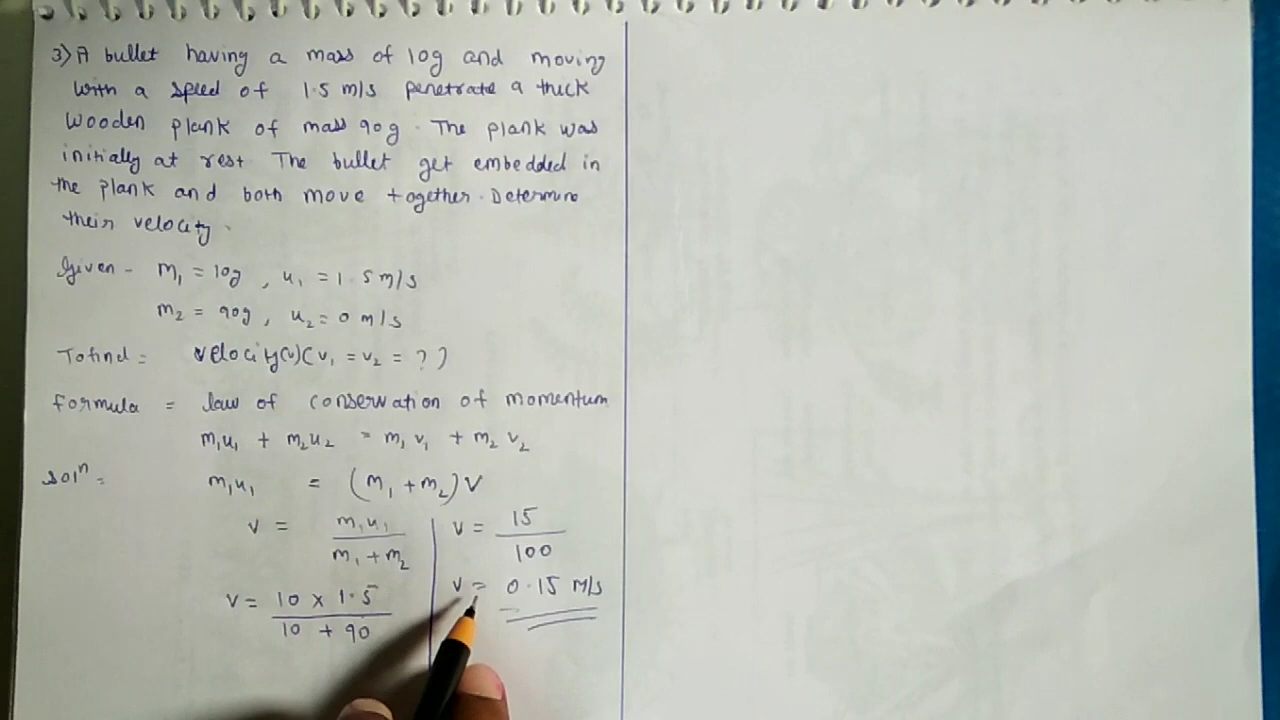 3) A bullet having a mass of 10g and moving
with a speed of 1.5 m/s penetrate a thick
wooden plank of mass 90g. The plank was
initially at rest The bullet get embedded in
the plank and both move together. Determine
their velocity.
Given - m₁ = 10g, u₁ = 1.5 m/s
m₂ = 90g, u₂ = 0 m/s
To find = velocity(v)(v₁ = v₂ = ??)
formula = law of conservation of momentum
m₁u₁ + m₂u₂ = m₁v₁ + m₂v₂
solⁿ = m₁u₁ = (m₁ + m₂)v
v = m₁u₁ / m₁ + m₂
v = 10 x 1.5 / 10 + 90
v = 15 / 100
v = 0.15 m/s